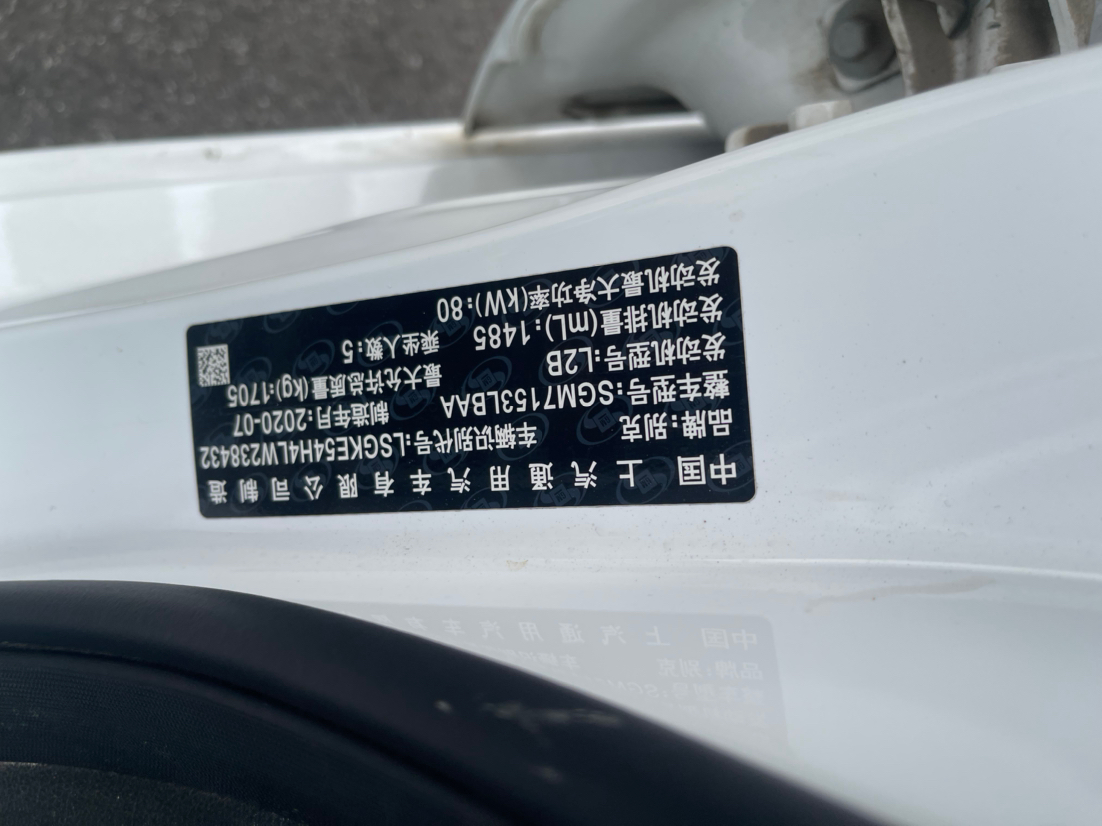 中国 上汽通用汽车有限公司制造
品牌:别克 车辆识别代号:LSGKE54H4LW238432
整车型号:SGM7153LBAA 制造年月:2020-07
发动机型号:L2B 最大允许总质量(kg):1705
发动机排量(mL):1485 乘坐人数:5
发动机最大净功率(kW):80